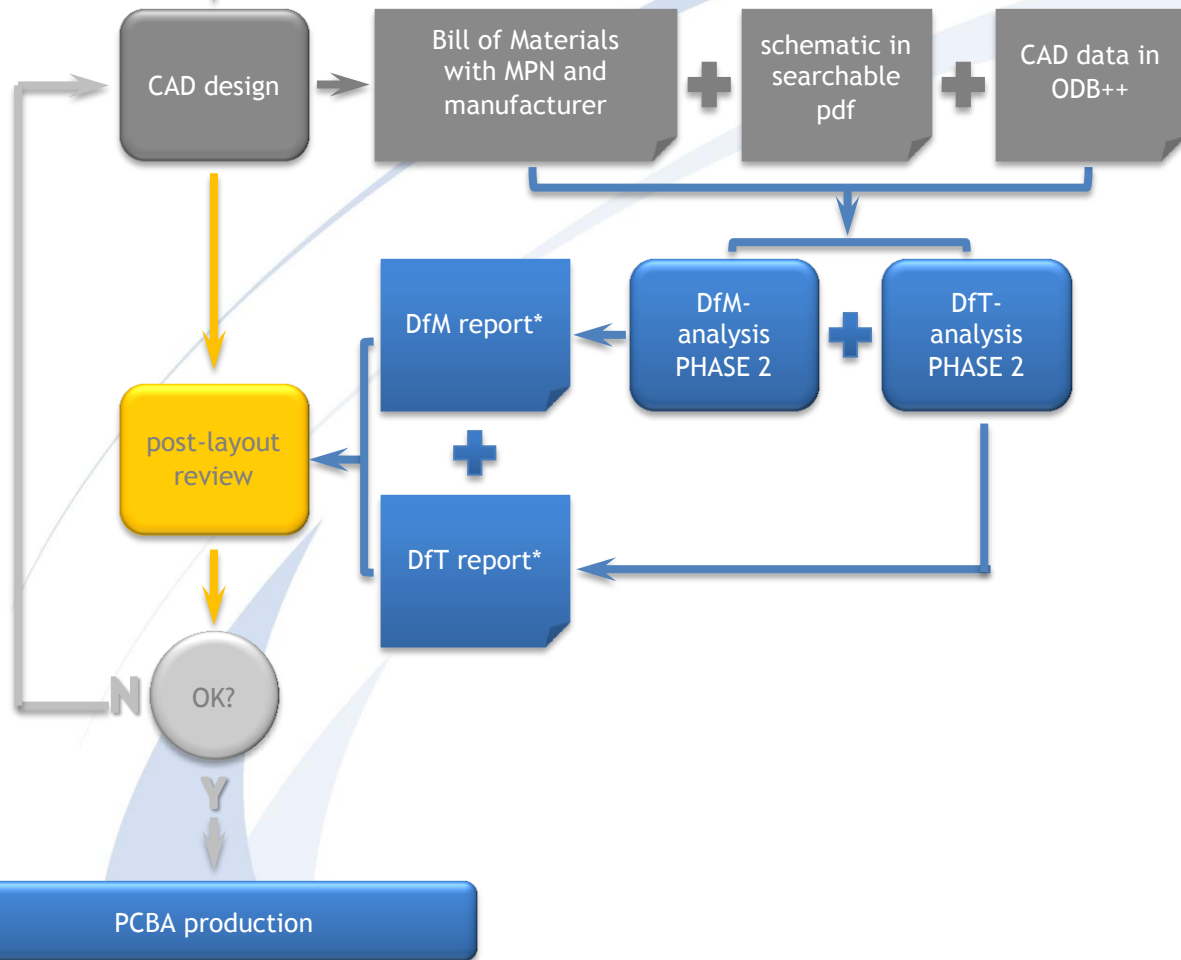 CAD design
Bill of Materials
with MPN and
manufacturer
schematic in
searchable
pdf
CAD data in
ODB++
DfM report*
DfM-
analysis
PHASE 2
DfT-
analysis
PHASE 2
post-layout
review
DfT report*
N
OK?
Y
PCBA production